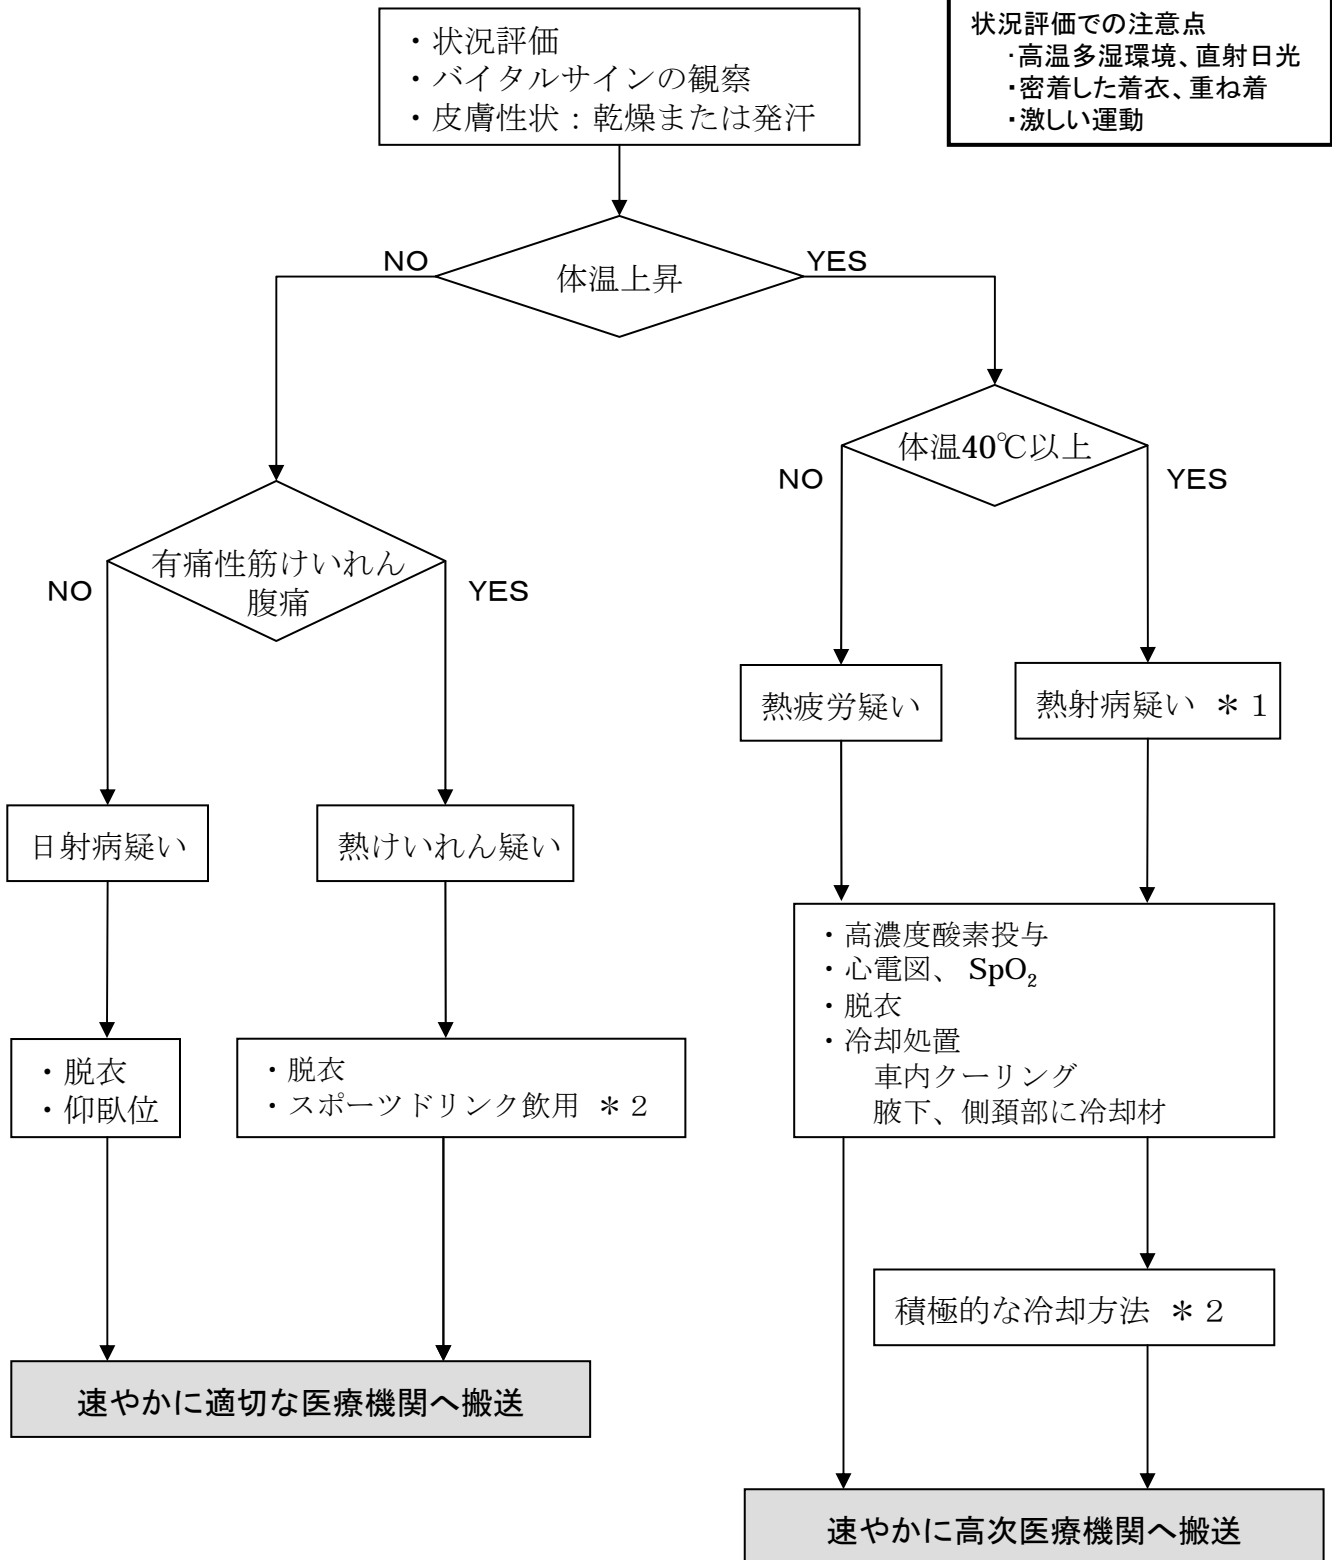 ・状況評価
・バイタルサインの観察
・皮膚性状：乾燥または発汗
状況評価での注意点
・高温多湿環境、直射日光
・密着した着衣、重ね着
・激しい運動
NO
体温上昇
YES
体温40℃以上
NO
YES
有痛性筋けいれん
腹痛
NO
YES
熱疲労疑い
熱射病疑い ＊１
日射病疑い
熱けいれん疑い
・高濃度酸素投与
・心電図、 SpO₂
・脱衣
・冷却処置
車内クーリング
腋下、側頚部に冷却材
・脱衣
・仰臥位
・脱衣
・スポーツドリンク飲用 ＊２
積極的な冷却方法 ＊２
速やかに適切な医療機関へ搬送
速やかに高次医療機関へ搬送